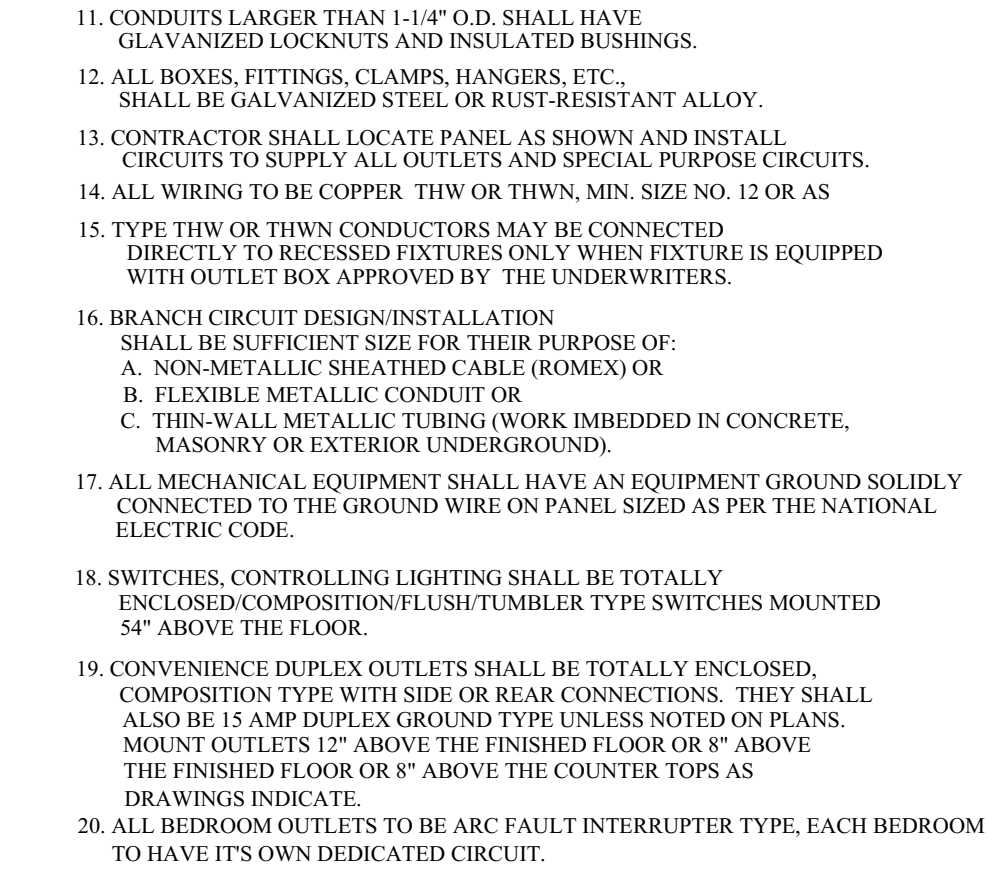 11. CONDUITS LARGER THAN 1-1/4" O.D. SHALL HAVE
GLAVANIZED LOCKNUTS AND INSULATED BUSHINGS.
12. ALL BOXES, FITTINGS, CLAMPS, HANGERS, ETC.,
SHALL BE GALVANIZED STEEL OR RUST-RESISTANT ALLOY.
13. CONTRACTOR SHALL LOCATE PANEL AS SHOWN AND INSTALL
CIRCUITS TO SUPPLY ALL OUTLETS AND SPECIAL PURPOSE CIRCUITS.
14. ALL WIRING TO BE COPPER THW OR THWN, MIN. SIZE NO. 12 OR AS
15. TYPE THW OR THWN CONDUCTORS MAY BE CONNECTED
DIRECTLY TO RECESSED FIXTURES ONLY WHEN FIXTURE IS EQUIPPED
WITH OUTLET BOX APPROVED BY THE UNDERWRITERS.
16. BRANCH CIRCUIT DESIGN/INSTALLATION
SHALL BE SUFFICIENT SIZE FOR THEIR PURPOSE OF:
A. NON-METALLIC SHEATHED CABLE (ROMEX) OR
B. FLEXIBLE METALLIC CONDUIT OR
C. THIN-WALL METALLIC TUBING (WORK IMBEDDED IN CONCRETE,
MASONRY OR EXTERIOR UNDERGROUND).
17. ALL MECHANICAL EQUIPMENT SHALL HAVE AN EQUIPMENT GROUND SOLIDLY
CONNECTED TO THE GROUND WIRE ON PANEL SIZED AS PER THE NATIONAL
ELECTRIC CODE.
18. SWITCHES, CONTROLLING LIGHTING SHALL BE TOTALLY
ENCLOSED/COMPOSITION/FLUSH/TUMBLER TYPE SWITCHES MOUNTED
54" ABOVE THE FLOOR.
19. CONVENIENCE DUPLEX OUTLETS SHALL BE TOTALLY ENCLOSED,
COMPOSITION TYPE WITH SIDE OR REAR CONNECTIONS. THEY SHALL
ALSO BE 15 AMP DUPLEX GROUND TYPE UNLESS NOTED ON PLANS.
MOUNT OUTLETS 12" ABOVE THE FINISHED FLOOR OR 8" ABOVE
THE FINISHED FLOOR OR 8" ABOVE THE COUNTER TOPS AS
DRAWINGS INDICATE.
20. ALL BEDROOM OUTLETS TO BE ARC FAULT INTERRUPTER TYPE, EACH BEDROOM
TO HAVE IT'S OWN DEDICATED CIRCUIT.